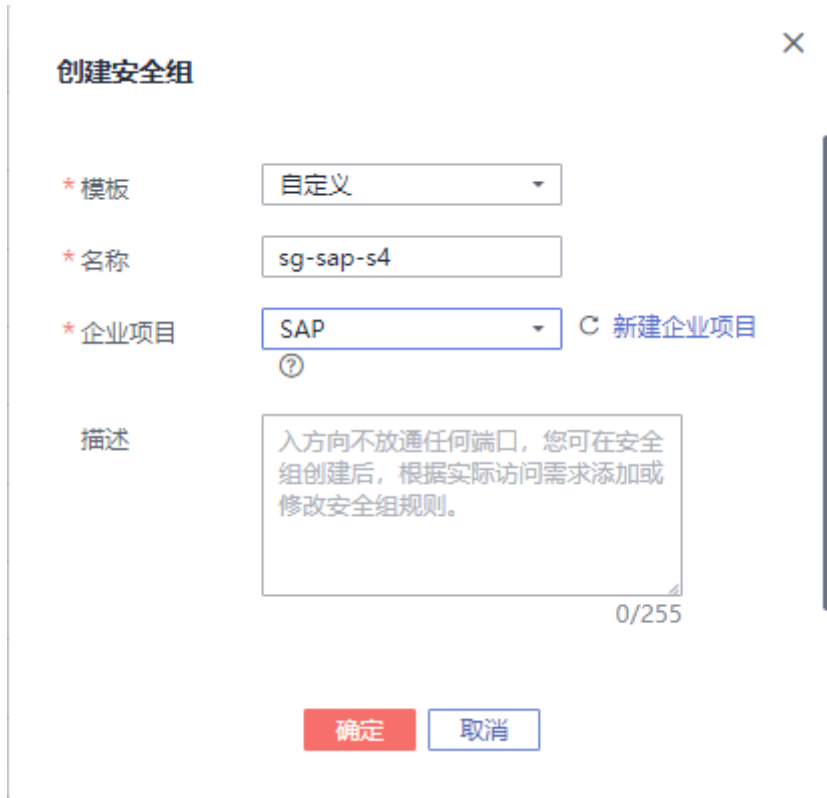 创建安全组
* 模板
自定义
* 名称
sg-sap-s4
* 企业项目
SAP
新建企业项目
描述
入方向不放通任何端口，您可在安全
组创建后，根据实际访问需求添加或
修改安全组规则。
0/255
确定
取消